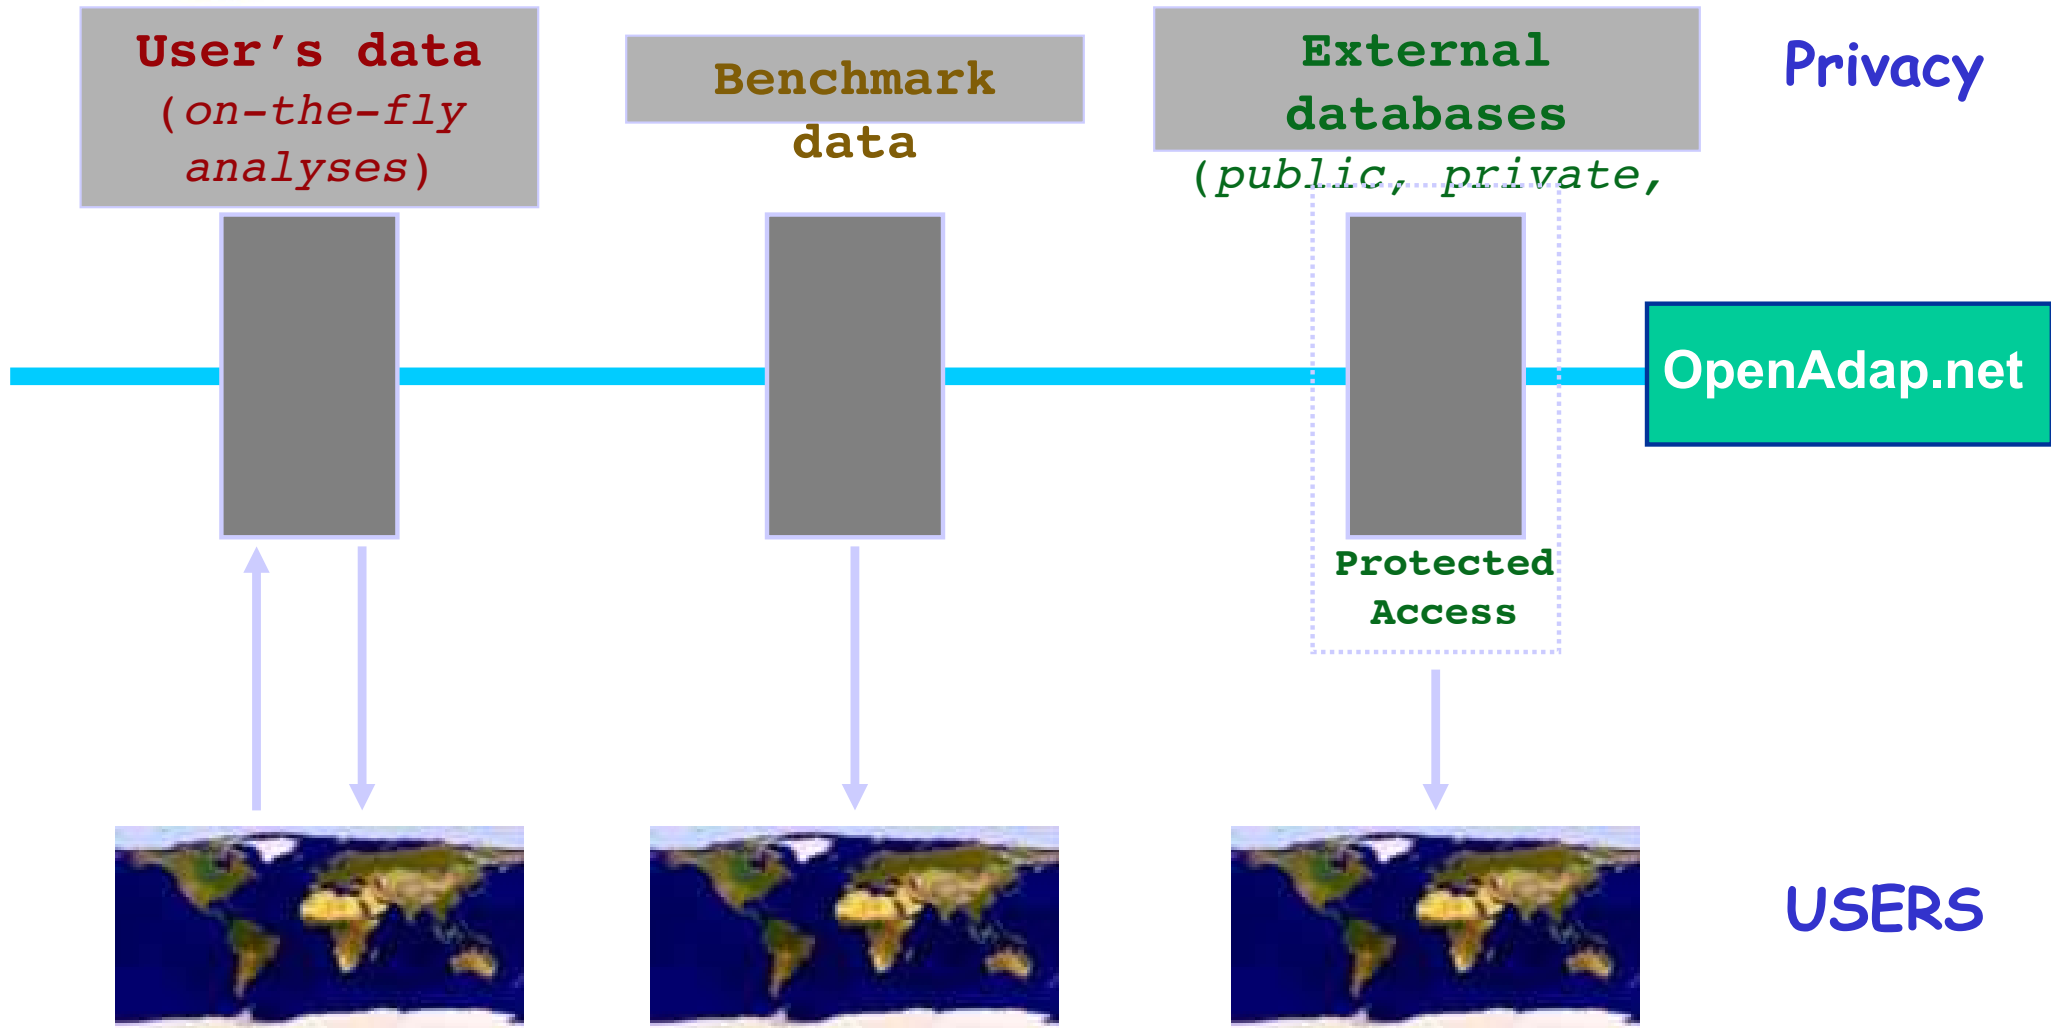 User's data
(on-the-fly
analyses)
Benchmark
data
External
databases
(public, private,
Privacy
OpenAdap.net
Protected
Access
USERS